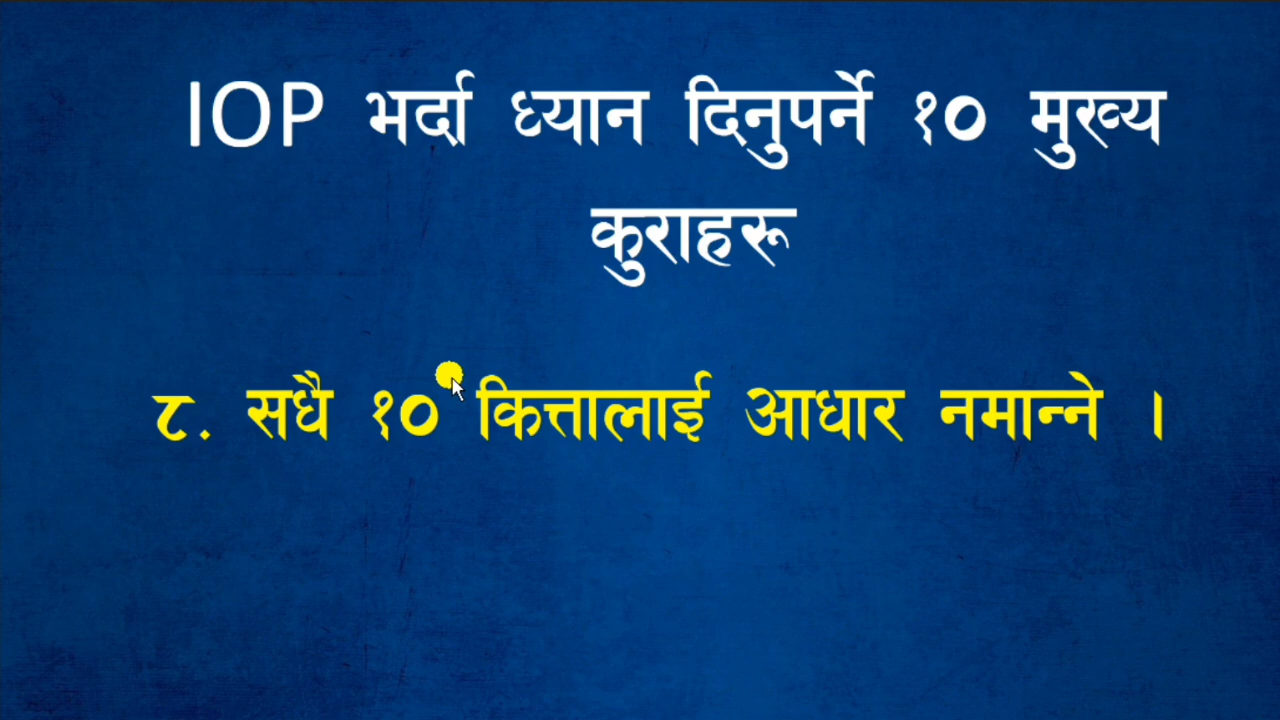 IOP भर्दा ध्यान दिनुपर्ने १० मुख्य
कुराहरू
८. सधै १० कित्तालाई आधार नमान्ने ।